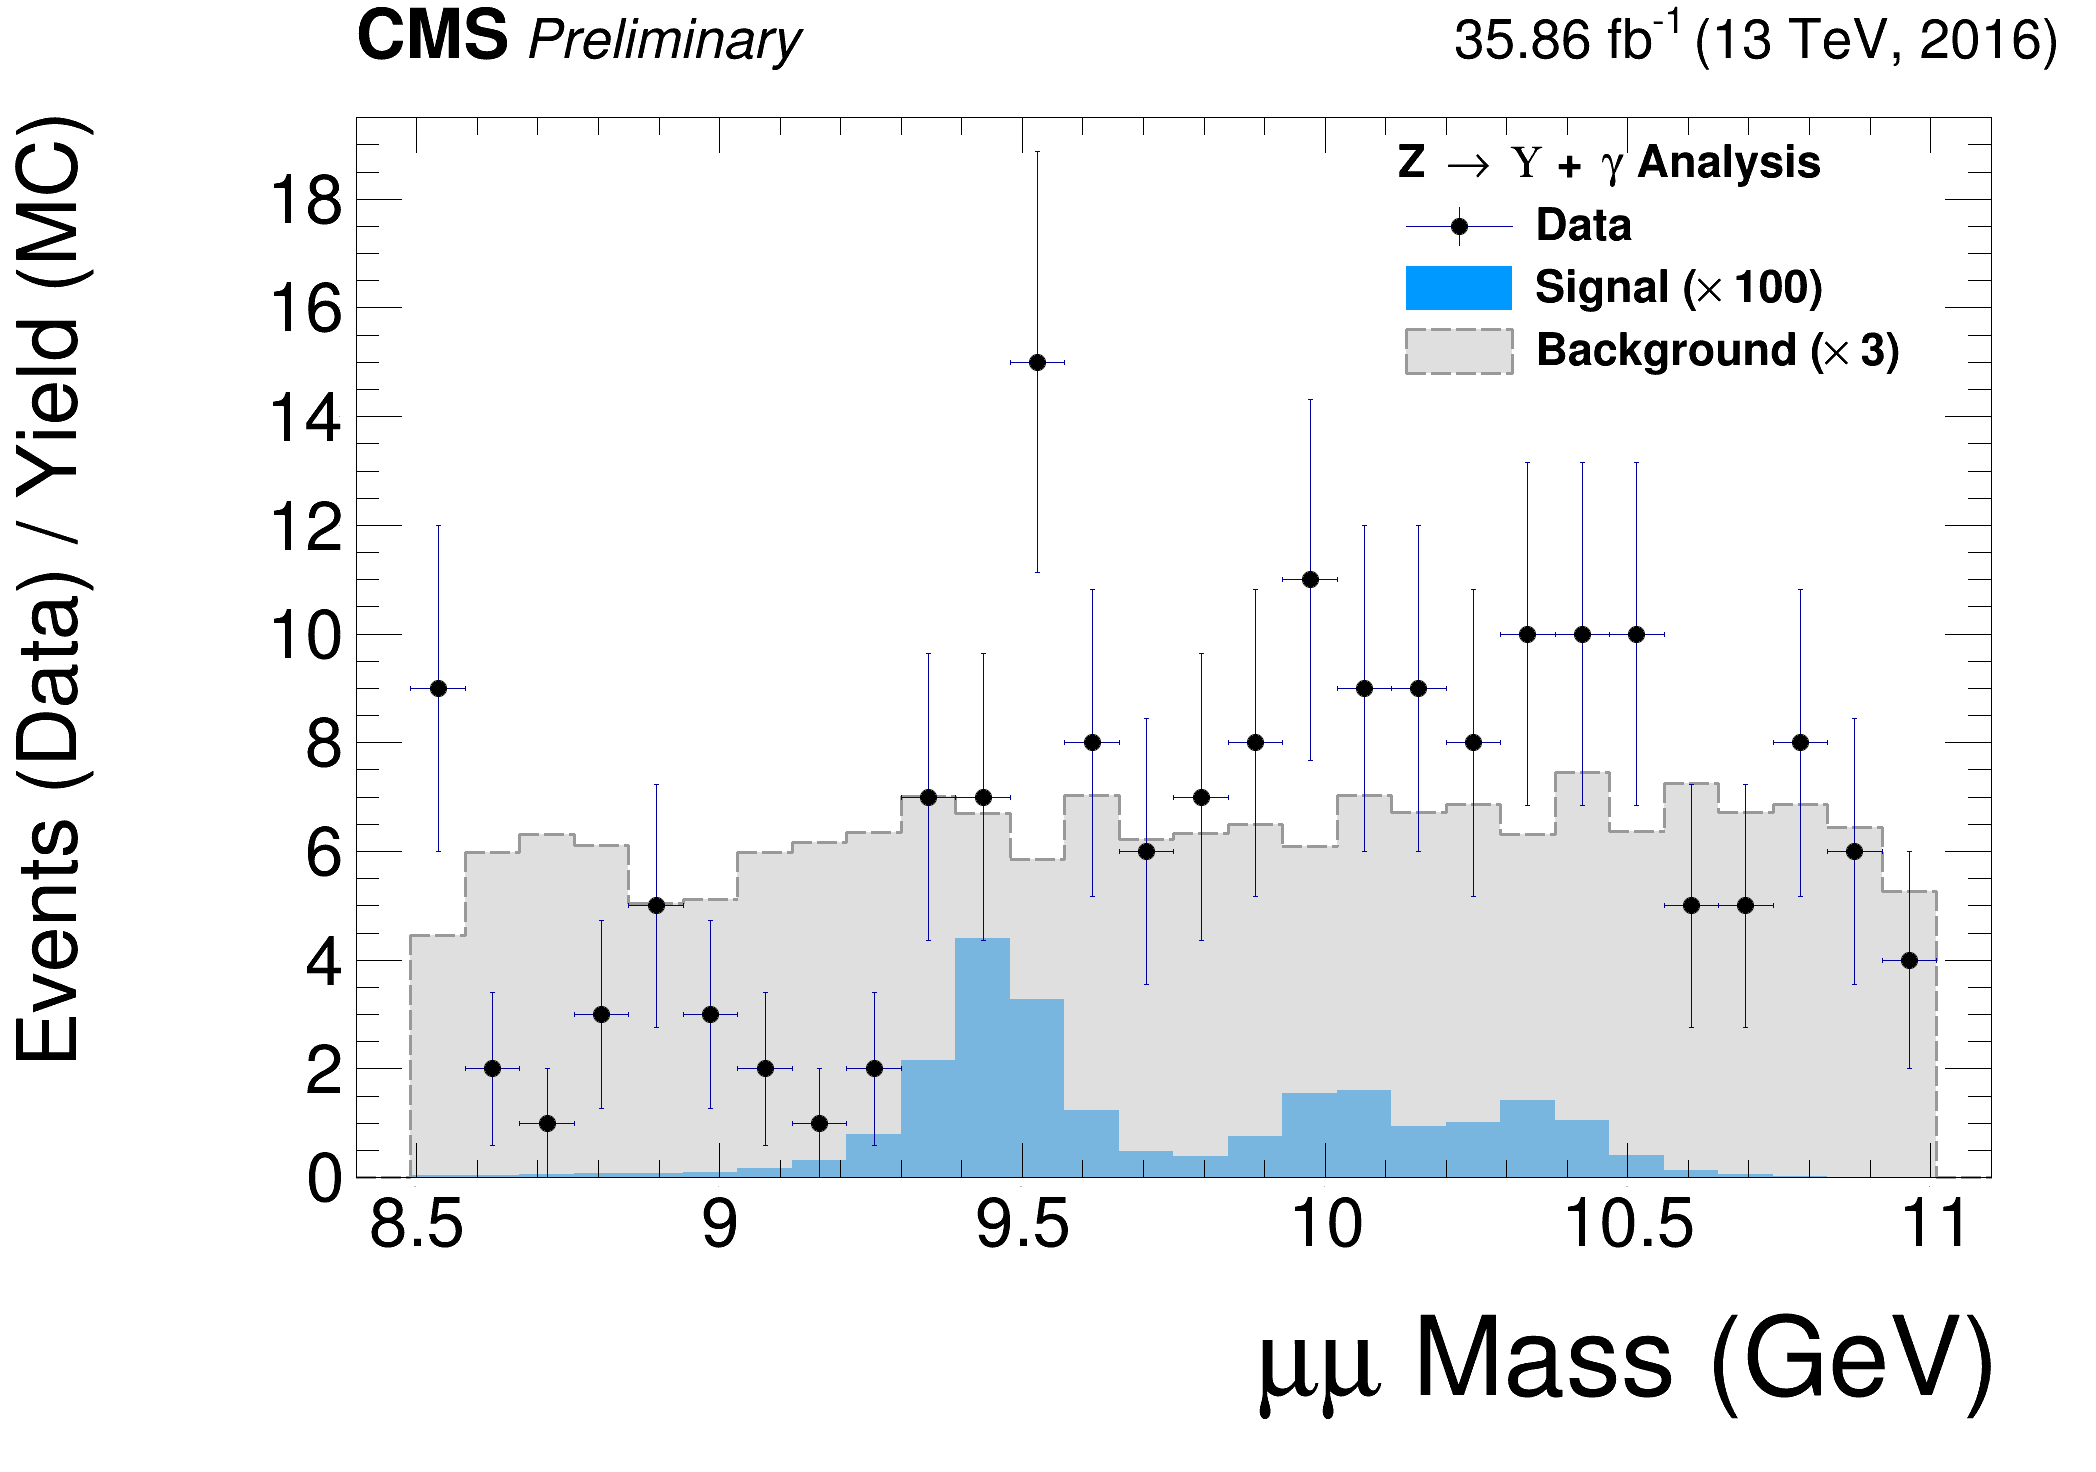 CMS Preliminary
35.86 fb⁻¹ (13 TeV, 2016)
Events (Data) / Yield (MC)
Z → ϒ + γ Analysis
Data
Signal (× 100)
Background (× 3)
18
16
14
12
10
8
6
4
2
0
8.5 9 9.5 10 10.5 11
μμ Mass (GeV)